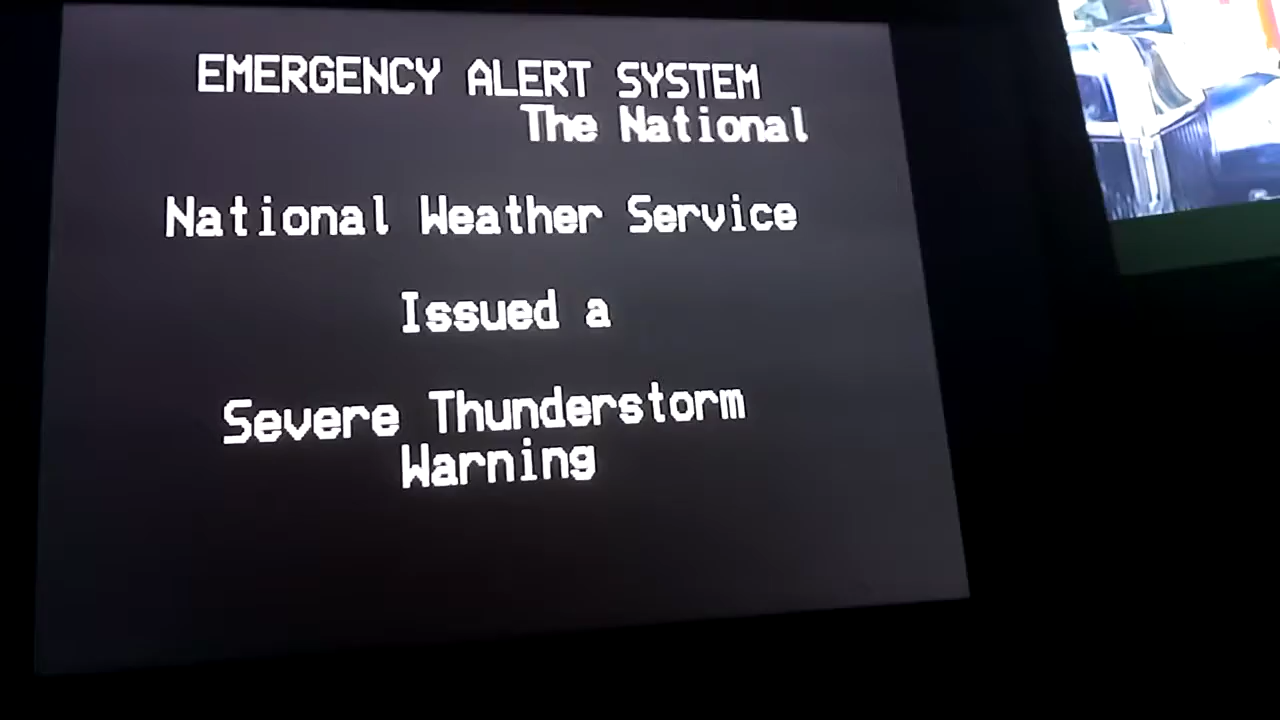 EMERGENCY ALERT SYSTEM
The National
National Weather Service
Issued a
Severe Thunderstorm
Warning